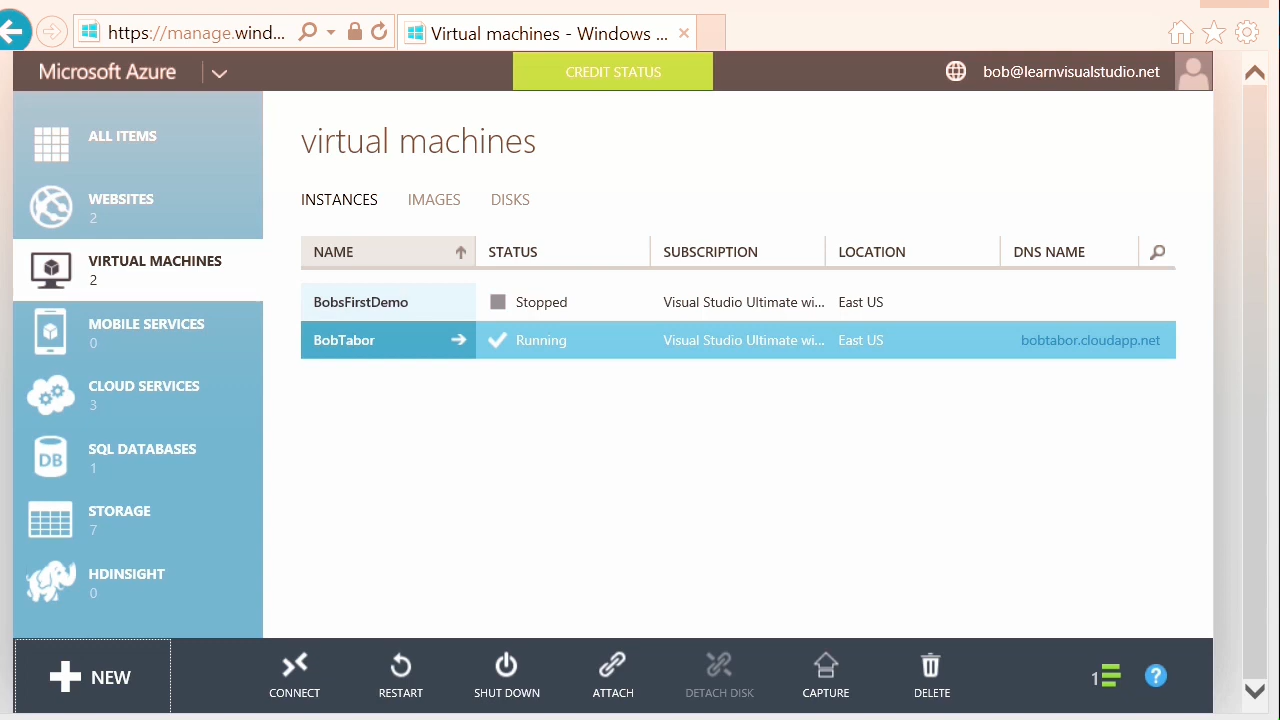 https://manage.wind...
Virtual machines - Windows ...
Microsoft Azure
CREDIT STATUS
bob@learnvisualstudio.net
ALL ITEMS
WEBSITES
2
VIRTUAL MACHINES
2
MOBILE SERVICES
0
CLOUD SERVICES
3
DB
SQL DATABASES
1
STORAGE
7
HDINSIGHT
0
virtual machines
INSTANCES IMAGES DISKS
NAME STATUS SUBSCRIPTION LOCATION DNS NAME
BobsFirstDemo Stopped Visual Studio Ultimate wi... East US
BobTabor Running Visual Studio Ultimate wi... East US bobtabor.cloudapp.net
NEW
CONNECT RESTART SHUT DOWN ATTACH DETACH DISK CAPTURE DELETE
1
?